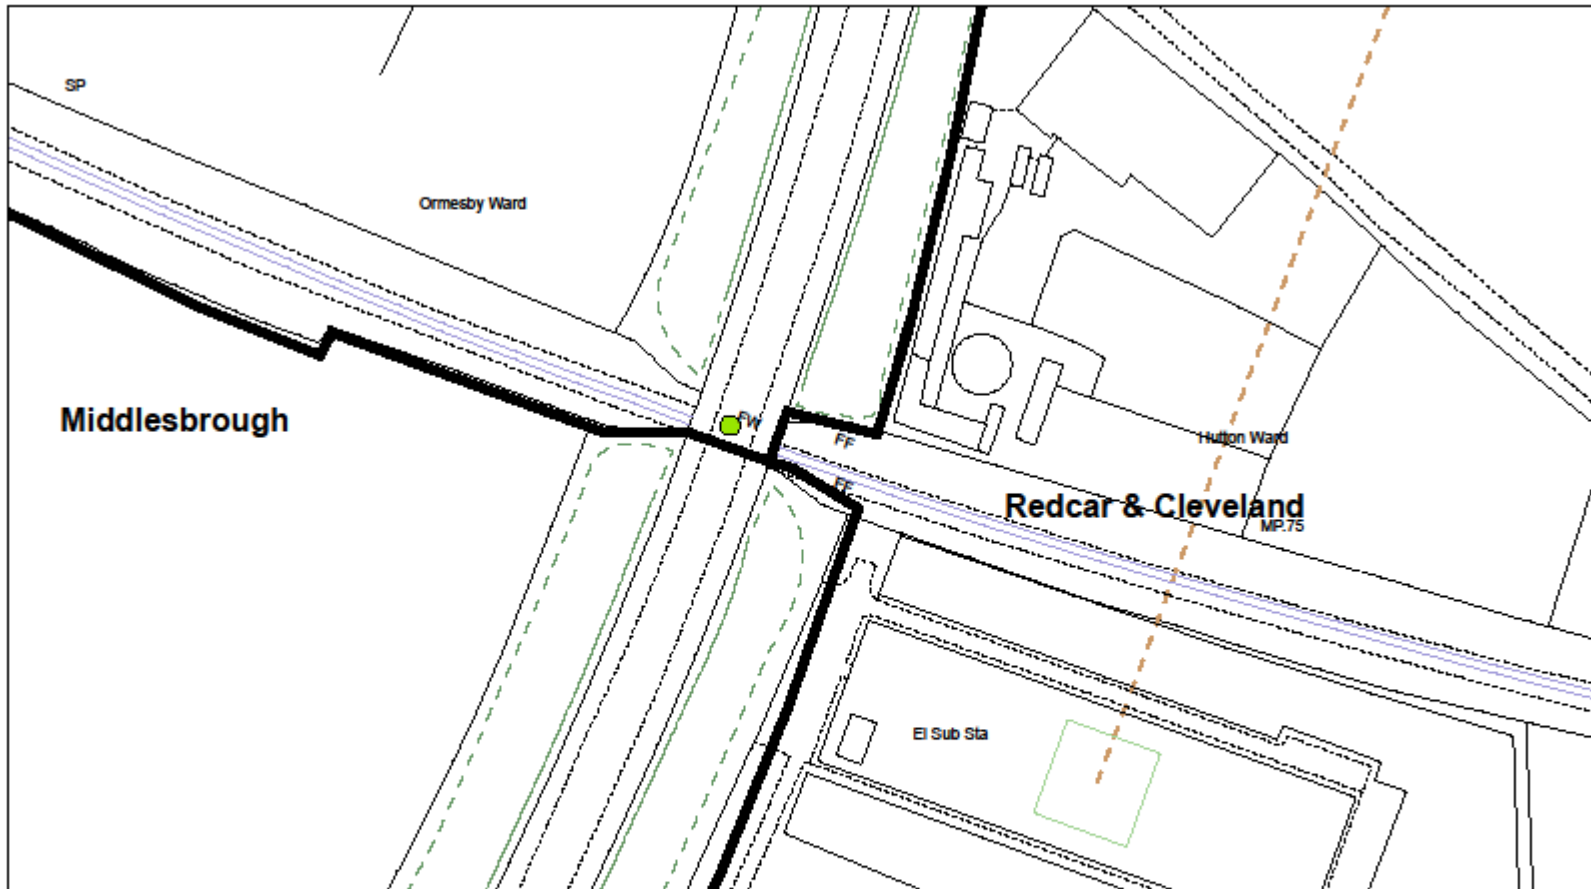 SP
Ormesby Ward
Middlesbrough
FW
FF
Hutton Ward
FF
Redcar & Cleveland
MP.75
El Sub Sta